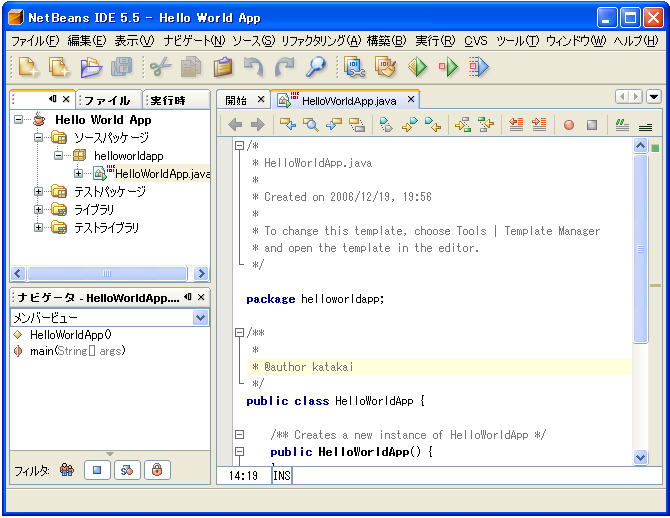 NetBeans IDE 5.5 - Hello World App
ファイル(F) 編集(E) 表示(V) ナビゲート(N) ソース(S) リファクタリング(A) 構築(B) 実行(R) CVS ツール(T) ウィンドウ(W) ヘルプ(H)
ファイル 実行時
Hello World App
ソースパッケージ
helloworldapp
HelloWorldApp.java
テストパッケージ
ライブラリ
テストライブラリ
ナビゲータ - HelloWorldApp....
メンバービュー
HelloWorldApp()
main(String[] args)
フィルタ:
開始 HelloWorldApp.java
/*
* HelloWorldApp.java
*
* Created on 2006/12/19, 19:56
*
* To change this template, choose Tools | Template Manager
* and open the template in the editor.
*/
package helloworldapp;
/**
*
* @author katakai
*/
public class HelloWorldApp {
/** Creates a new instance of HelloWorldApp */
public HelloWorldApp() {
14:19 INS